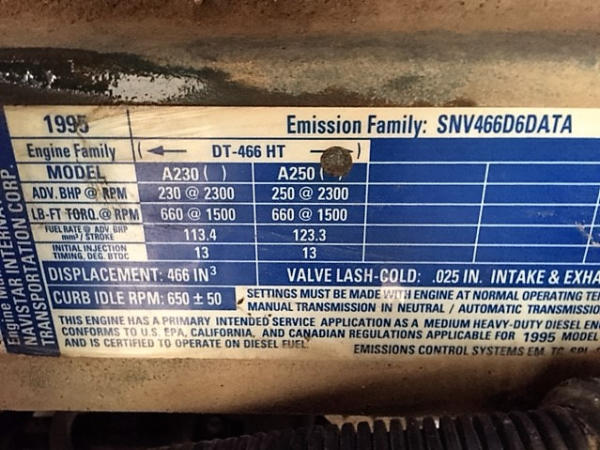 1995 Emission Family: SNV466D6DATA
Engine Family (← DT-466 HT
MODEL A230 ( ) A250 ( )
ADV. BHP @ RPM 230 @ 2300 250 @ 2300
LB-FT TORQ. @ RPM 660 @ 1500 660 @ 1500
FUEL RATE @ ADV. BHP
mm³ / STROKE 113.4 123.3
INITIAL INJECTION
TIMING, DEG. BTDC 13 13
DISPLACEMENT: 466 IN³ VALVE LASH-COLD: .025 IN. INTAKE & EXHA
CURB IDLE RPM: 650 ± 50
SETTINGS MUST BE MADE WITH ENGINE AT NORMAL OPERATING TE
MANUAL TRANSMISSION IN NEUTRAL / AUTOMATIC TRANSMISSIO
THIS ENGINE HAS A PRIMARY INTENDED SERVICE APPLICATION AS A MEDIUM HEAVY-DUTY DIESEL EN
CONFORMS TO U.S. EPA, CALIFORNIA, AND CANADIAN REGULATIONS APPLICABLE FOR 1995 MODEL
AND IS CERTIFIED TO OPERATE ON DIESEL FUEL.
EMISSIONS CONTROL SYSTEMS EM, TC,
Engine
NAVISTAR INTERNA
TRANSPORTATION CORP.